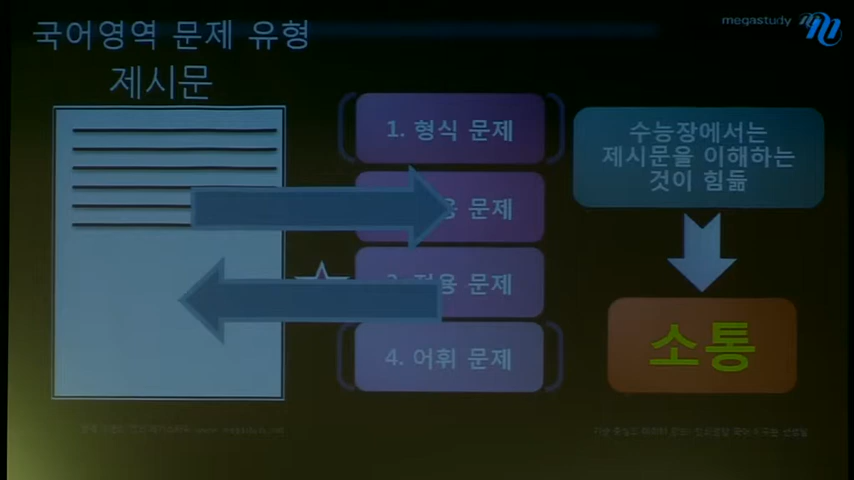 국어영역 문제 유형
megastudy
제시문
1. 형식 문제
문제
문제
4. 어휘 문제
수능장에서는
제시문을 이해하는
것이 힘듦
소통